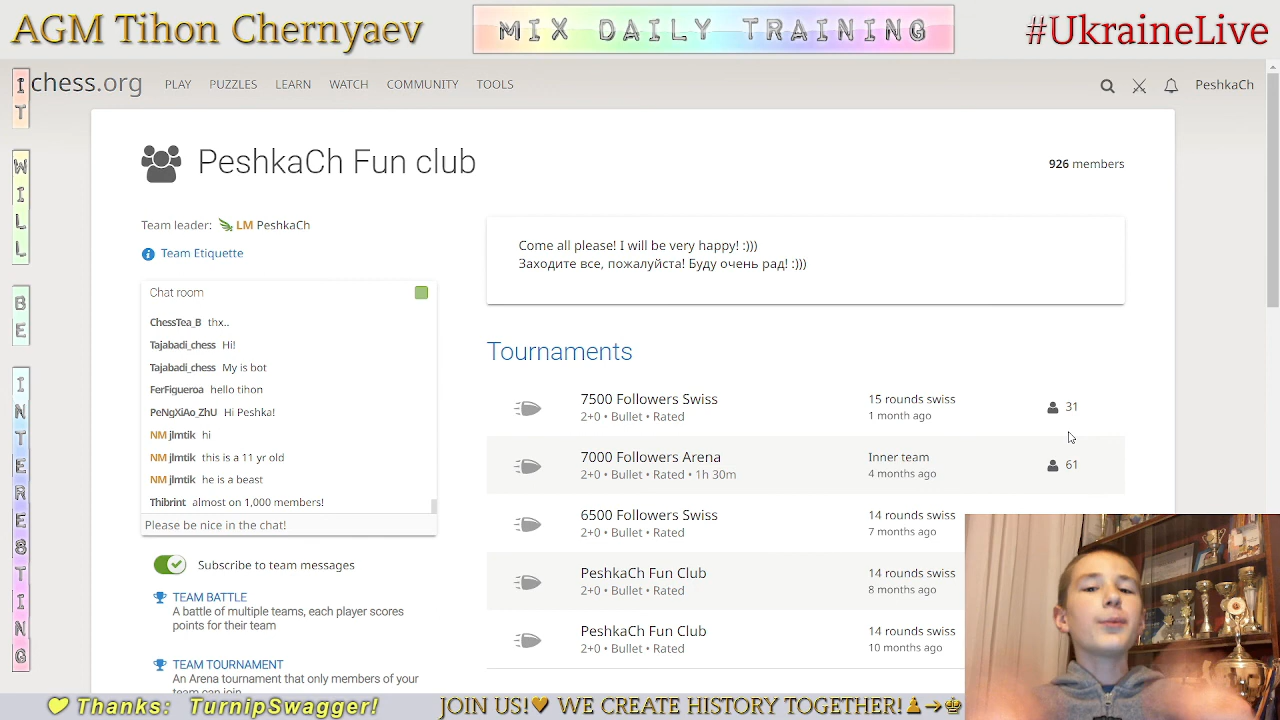 AGM Tihon Chernyaev
MIX DAILY TRAINING
#UkraineLive
IT WILL BE INTERESTING
chess.org
PLAY PUZZLES LEARN WATCH COMMUNITY TOOLS
PeshkaCh
PeshkaCh Fun club
926 members
Team leader: LM PeshkaCh
Team Etiquette
Come all please! I will be very happy! :)))
Заходите все, пожалуйста! Буду очень рад! :)))
Chat room
ChessTea_B thx..
Tajabadi_chess Hi!
Tajabadi_chess My is bot
FerFigueroa hello tihon
PeNgXiAo_ZhU Hi Peshka!
NM jlmtik hi
NM jlmtik this is a 11 yr old
NM jlmtik he is a beast
Thibrint almost on 1,000 members!
Please be nice in the chat!
Subscribe to team messages
TEAM BATTLE
A battle of multiple teams, each player scores
points for their team
TEAM TOURNAMENT
An Arena tournament that only members of your
team can join
Tournaments
7500 Followers Swiss 15 rounds swiss 31
2+0 • Bullet • Rated 1 month ago
7000 Followers Arena Inner team 61
2+0 • Bullet • Rated • 1h 30m 4 months ago
6500 Followers Swiss 14 rounds swiss
2+0 • Bullet • Rated 7 months ago
PeshkaCh Fun Club 14 rounds swiss
2+0 • Bullet • Rated 8 months ago
PeshkaCh Fun Club 14 rounds swiss
2+0 • Bullet • Rated 10 months ago
Thanks: TurnipSwagger!
JOIN US! WE CREATE HISTORY TOGETHER!